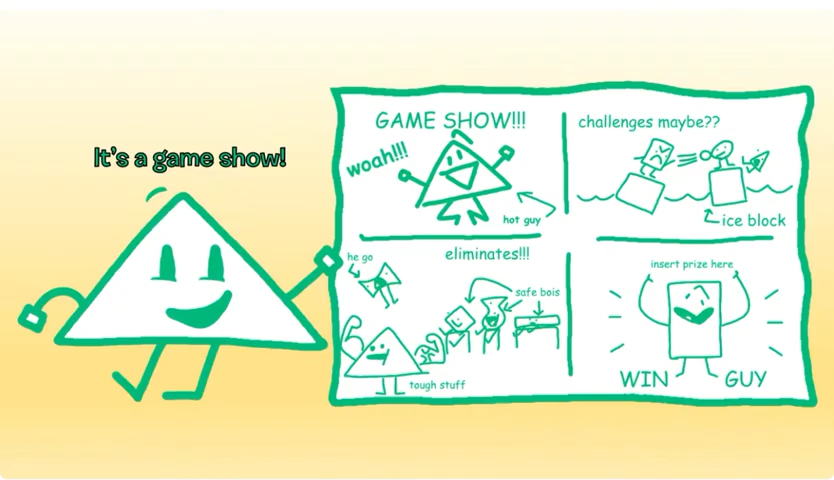 It's a game show!
GAME SHOW!!!
woah!!!
hot guy
challenges maybe??
ice block
he go
eliminates!!!
safe bois
tough stuff
insert prize here
WIN GUY